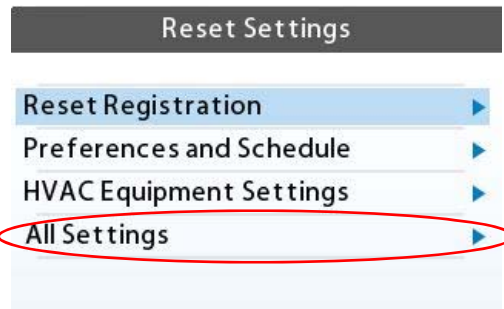 Reset Settings
Reset Registration
Preferences and Schedule
HVAC Equipment Settings
All Settings